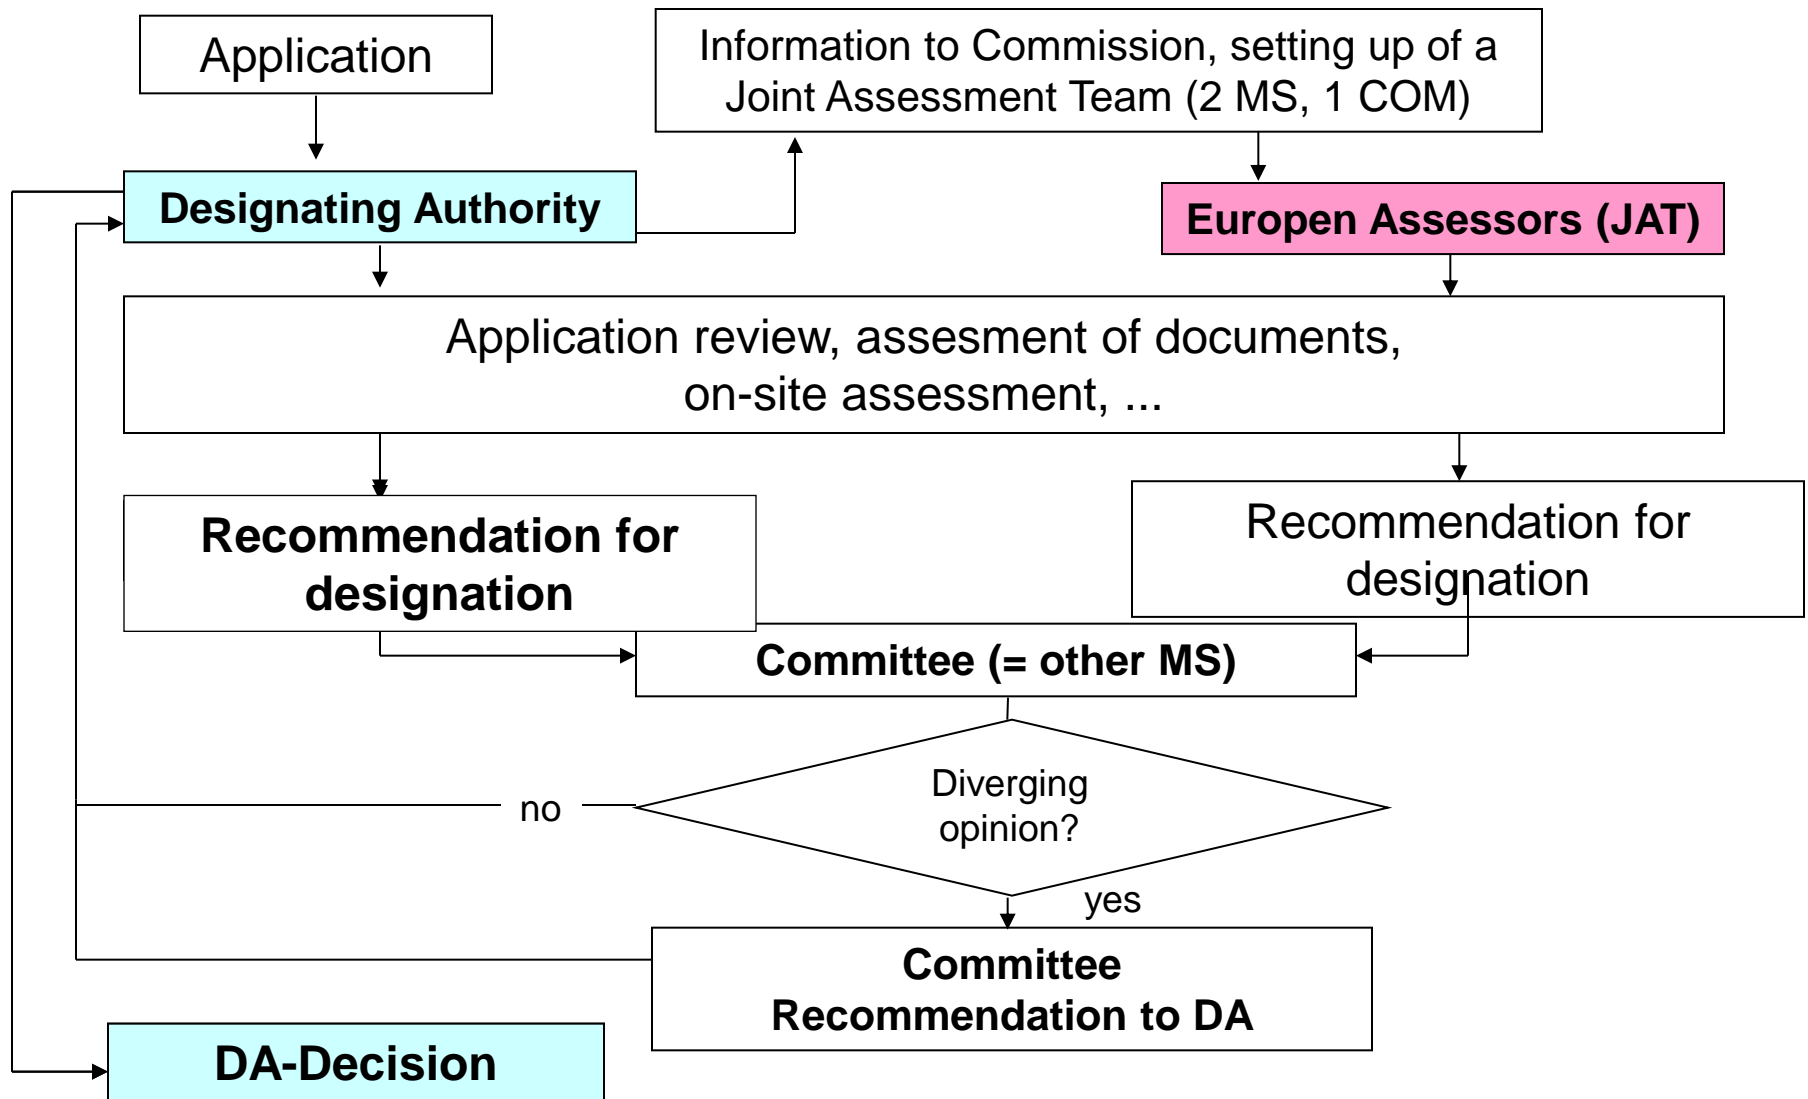 Application
Information to Commission, setting up of a
Joint Assessment Team (2 MS, 1 COM)
Designating Authority
Europen Assessors (JAT)
Application review, assesment of documents,
on-site assessment, ...
Recommendation for
designation
Recommendation for
designation
Committee (= other MS)
Diverging
opinion?
no
yes
Committee
Recommendation to DA
DA-Decision